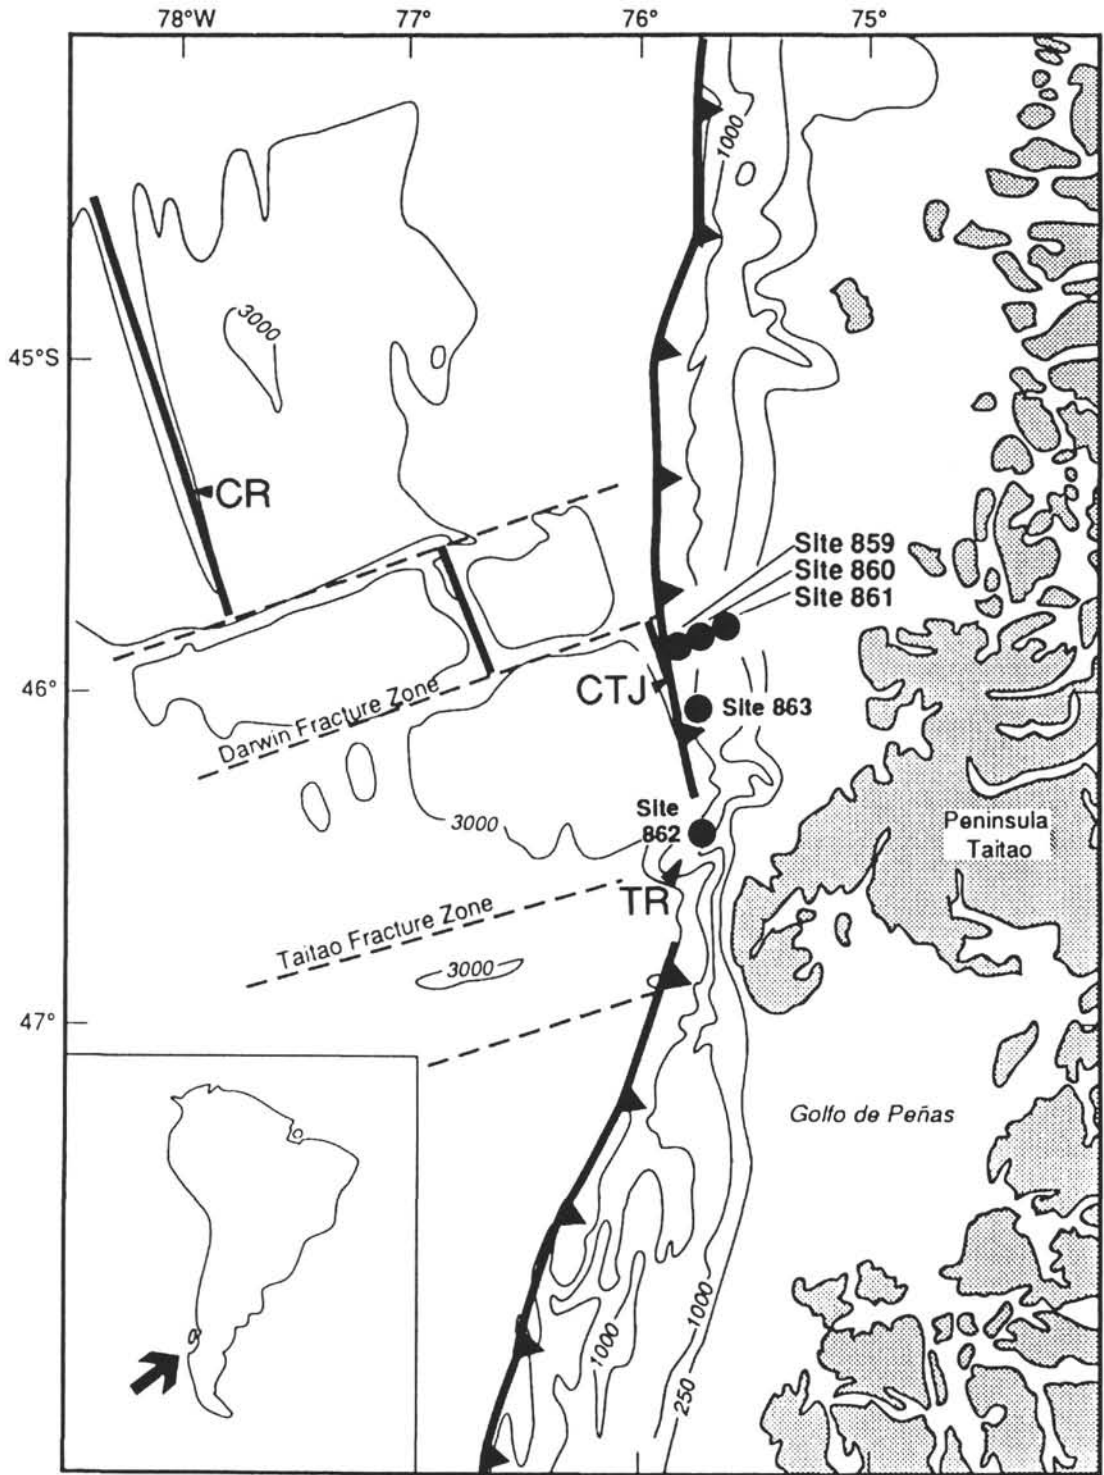 78°W
77°
76°
75°
1000
3000
45°S
CR
Site 859
Site 860
Site 861
46°
CTJ
Site 863
Darwin Fracture Zone
Site
862
3000
Peninsula
Taitao
TR
Taitao Fracture Zone
3000
47°
Golfo de Peñas
1000
1000
250